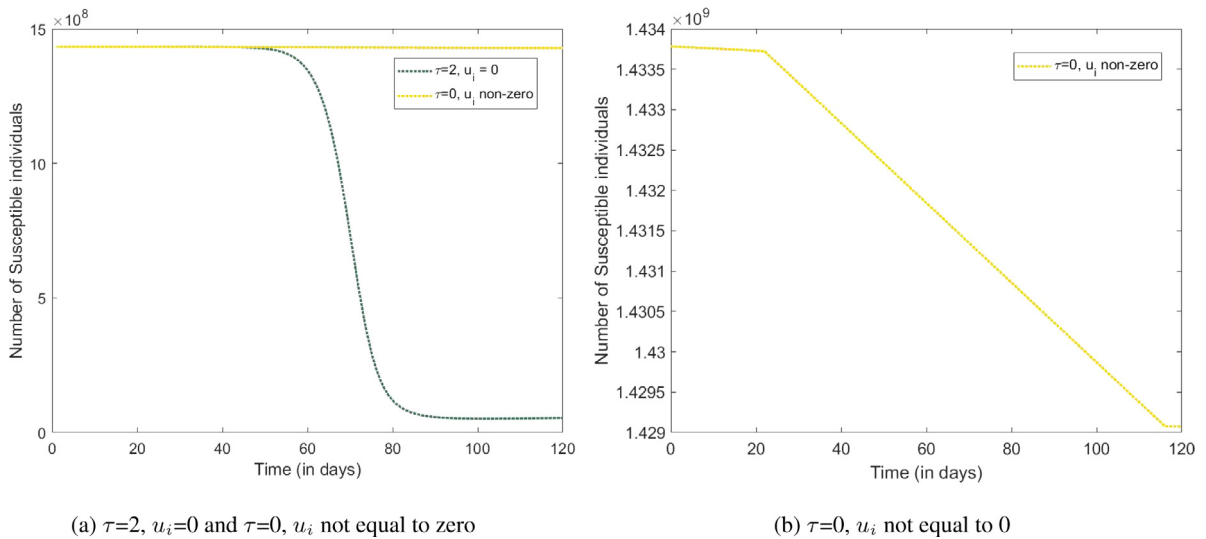 ×10^8
15
10
5
0
0 20 40 60 80 100 120
Number of Susceptible individuals
Time (in days)
τ=2, u_i = 0
τ=0, u_i non-zero
(a) τ=2, u_i=0 and τ=0, u_i not equal to zero
×10^9
1.434
1.4335
1.433
1.4325
1.432
1.4315
1.431
1.4305
1.43
1.4295
1.429
0 20 40 60 80 100 120
Number of Susceptible individuals
Time (in days)
τ=0, u_i non-zero
(b) τ=0, u_i not equal to 0